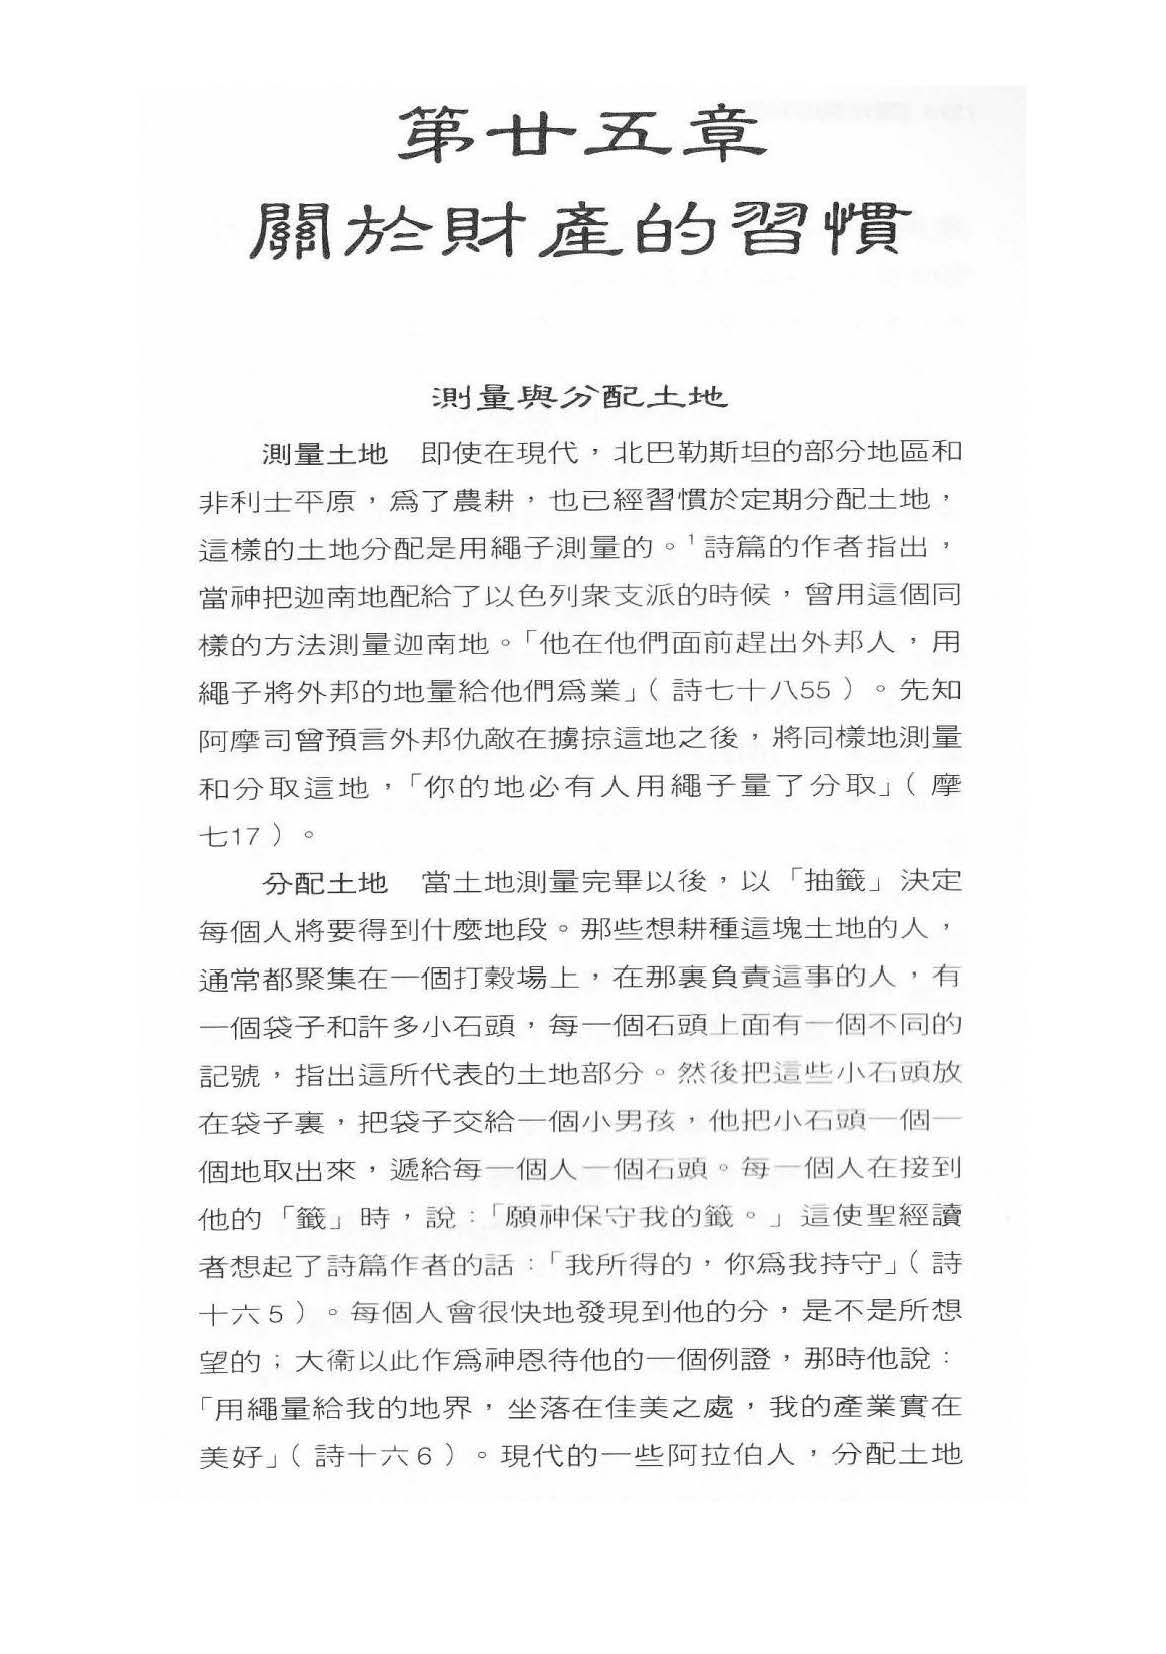 第廿五章
關於財產的習慣
測量與分配土地
測量土地　即使在現代，北巴勒斯坦的部分地區和
非利士平原，爲了農耕，也已經習慣於定期分配土地，
這樣的土地分配是用繩子測量的。¹詩篇的作者指出，
當神把迦南地配給了以色列衆支派的時候，曾用這個同
樣的方法測量迦南地。「他在他們面前趕出外邦人，用
繩子將外邦的地量給他們爲業」（詩七十八55）。先知
阿摩司曾預言外邦仇敵在擄掠這地之後，將同樣地測量
和分取這地，「你的地必有人用繩子量了分取」（摩
七17）。
分配土地　當土地測量完畢以後，以「抽籤」決定
每個人將要得到什麼地段。那些想耕種這塊土地的人，
通常都聚集在一個打穀場上，在那裏負責這事的人，有
一個袋子和許多小石頭，每一個石頭上面有一個不同的
記號，指出這所代表的土地部分。然後把這些小石頭放
在袋子裏，把袋子交給一個小男孩，他把小石頭一個一
個地取出來，遞給每一個人一個石頭。每一個人在接到
他的「籤」時，說：「願神保守我的籤。」這使聖經讀
者想起了詩篇作者的話：「我所得的，你爲我持守」（詩
十六5）。每個人會很快地發現到他的分，是不是所想
望的；大衞以此作爲神恩待他的一個例證，那時他說：
「用繩量給我的地界，坐落在佳美之處，我的產業實在
美好」（詩十六6）。現代的一些阿拉伯人，分配土地